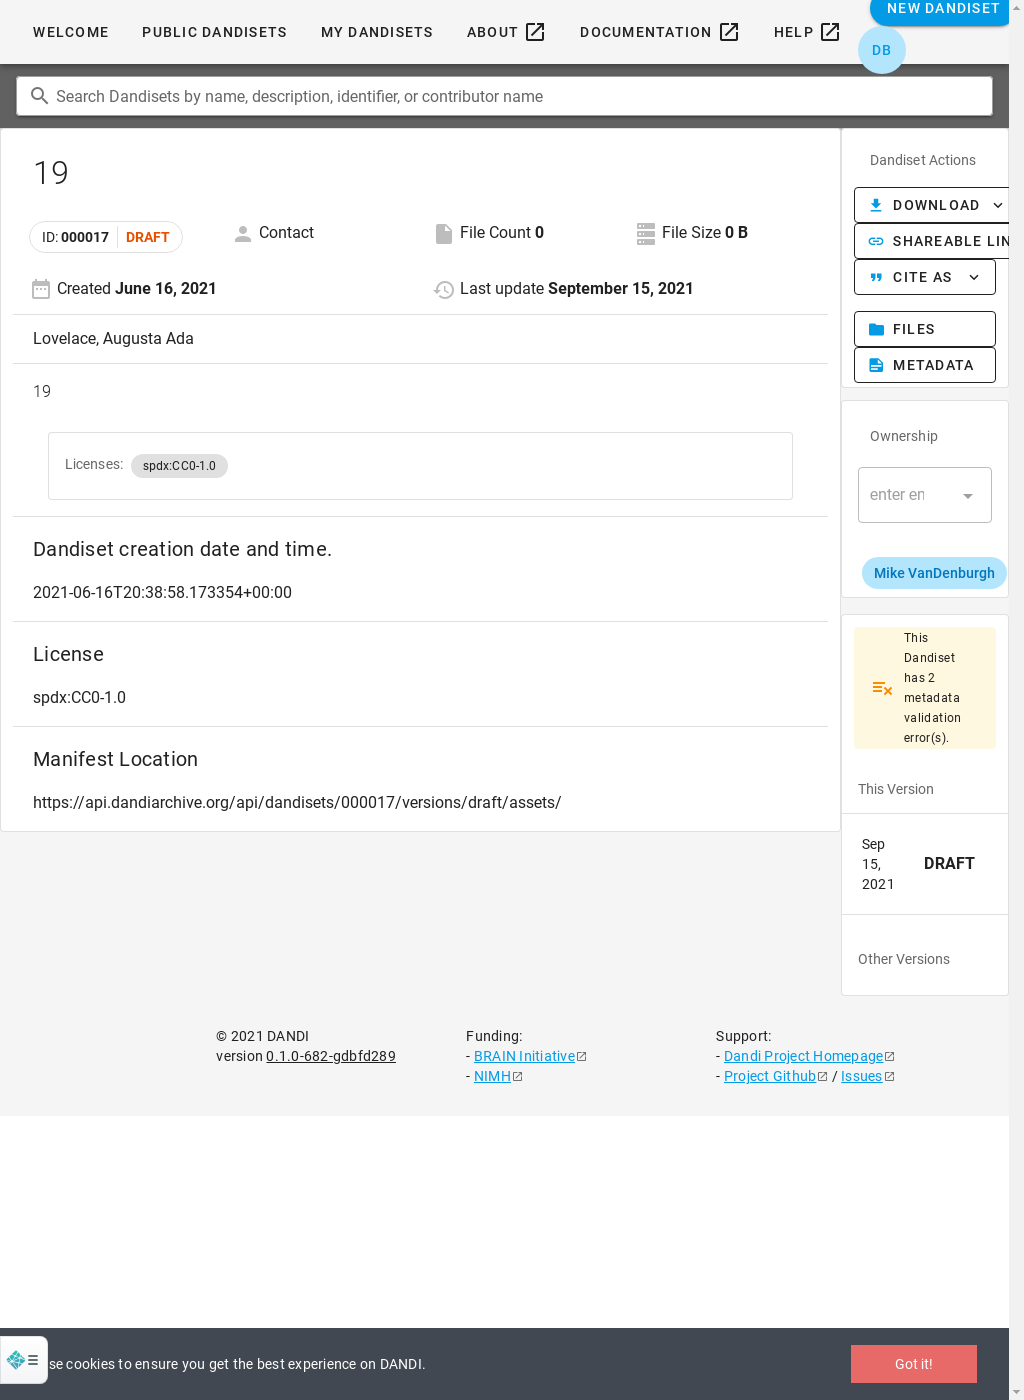 WELCOME PUBLIC DANDISETS MY DANDISETS ABOUT DOCUMENTATION HELP NEW DANDISET
DB
Search Dandisets by name, description, identifier, or contributor name
19
ID: 000017 DRAFT Contact File Count 0 File Size 0 B
Created June 16, 2021 Last update September 15, 2021
Lovelace, Augusta Ada
19
Licenses: spdx:CC0-1.0
Dandiset creation date and time.
2021-06-16T20:38:58.173354+00:00
License
spdx:CC0-1.0
Manifest Location
https://api.dandiarchive.org/api/dandisets/000017/versions/draft/assets/
Dandiset Actions
DOWNLOAD
SHAREABLE LIN
CITE AS
FILES
METADATA
Ownership
enter en
Mike VanDenburgh
This
Dandiset
has 2
metadata
validation
error(s).
This Version
Sep
15,
2021
DRAFT
Other Versions
© 2021 DANDI
version 0.1.0-682-gdbfd289
Funding:
- BRAIN Initiative
- NIMH
Support:
- Dandi Project Homepage
- Project Github / Issues
se cookies to ensure you get the best experience on DANDI.
Got it!